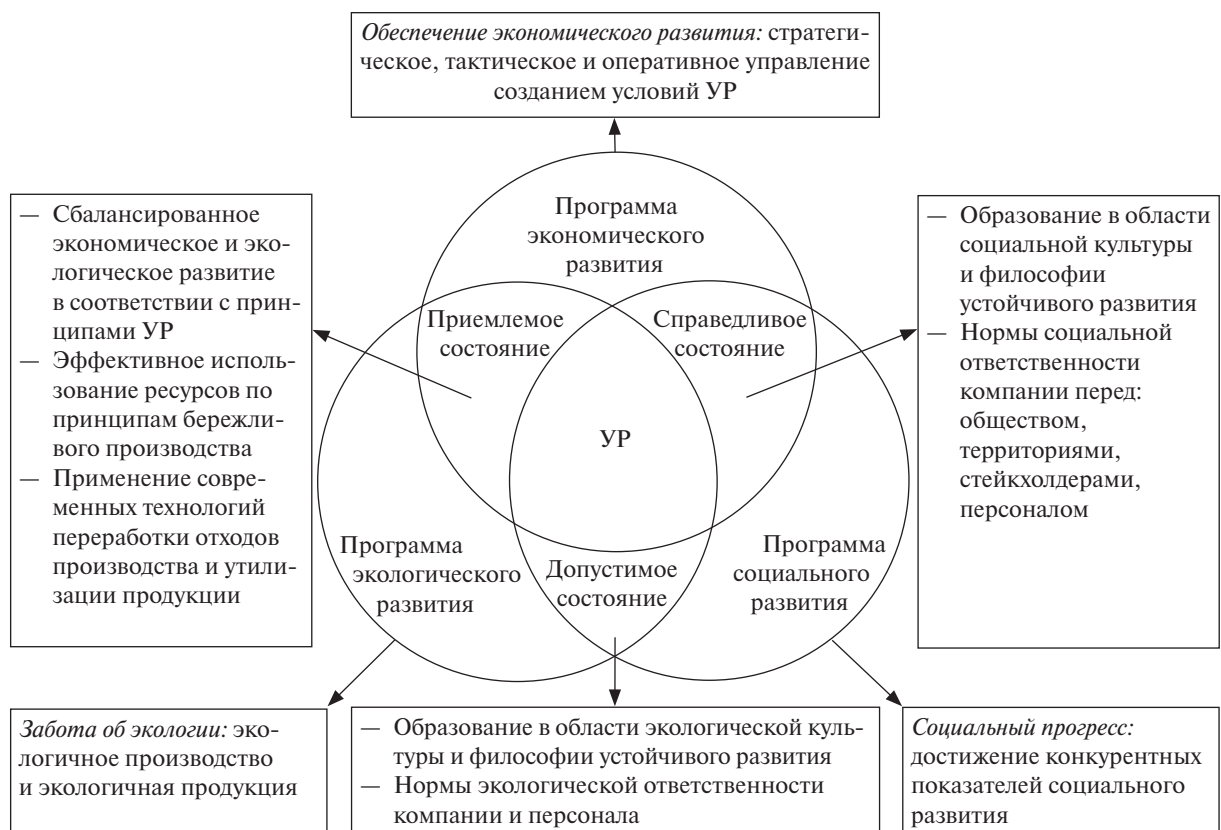 Обеспечение экономического развития: стратеги-
ческое, тактическое и оперативное управление
созданием условий УР
— Сбалансированное
экономическое и эко-
логическое развитие
в соответствии с прин-
ципами УР
— Эффективное исполь-
зование ресурсов по
принципам бережли-
вого производства
— Применение совре-
менных технологий
переработки отходов
производства и утили-
зации продукции
Программа
экономического
развития
Приемлемое
состояние
Справедливое
состояние
УР
Программа
экологического
развития
Допустимое
состояние
Программа
социального
развития
— Образование в области
социальной культуры
и философии
устойчивого развития
— Нормы социальной
ответственности
компании перед:
обществом,
территориями,
стейкхолдерами,
персоналом
Забота об экологии: эко-
логичное производство
и экологичная продукция
— Образование в области экологической куль-
туры и философии устойчивого развития
— Нормы экологической ответственности
компании и персонала
Социальный прогресс:
достижение конкурентных
показателей социального
развития